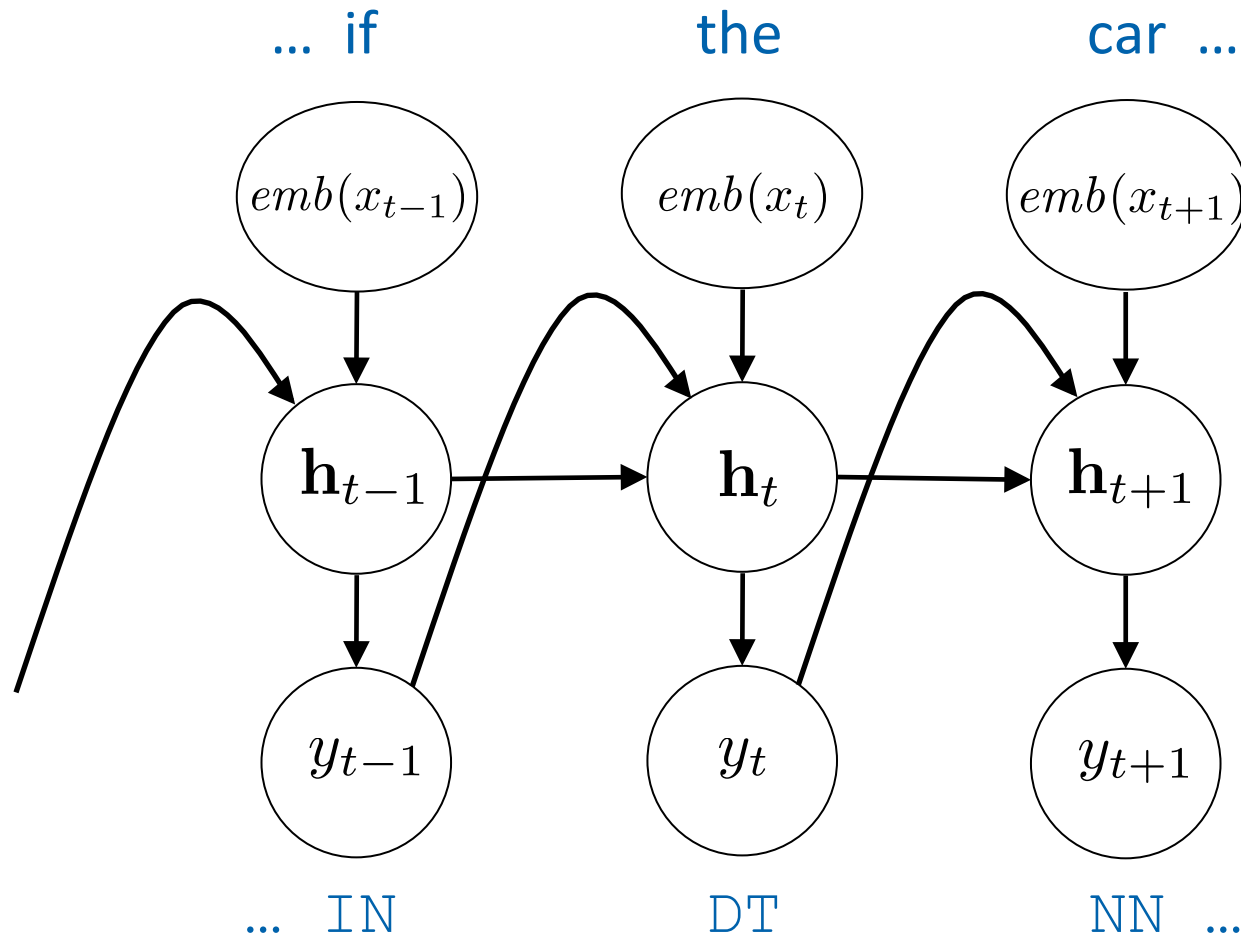 ... if the car ...
emb(x_{t-1}) emb(x_t) emb(x_{t+1})
h_{t-1} h_t h_{t+1}
y_{t-1} y_t y_{t+1}
... IN DT NN ...